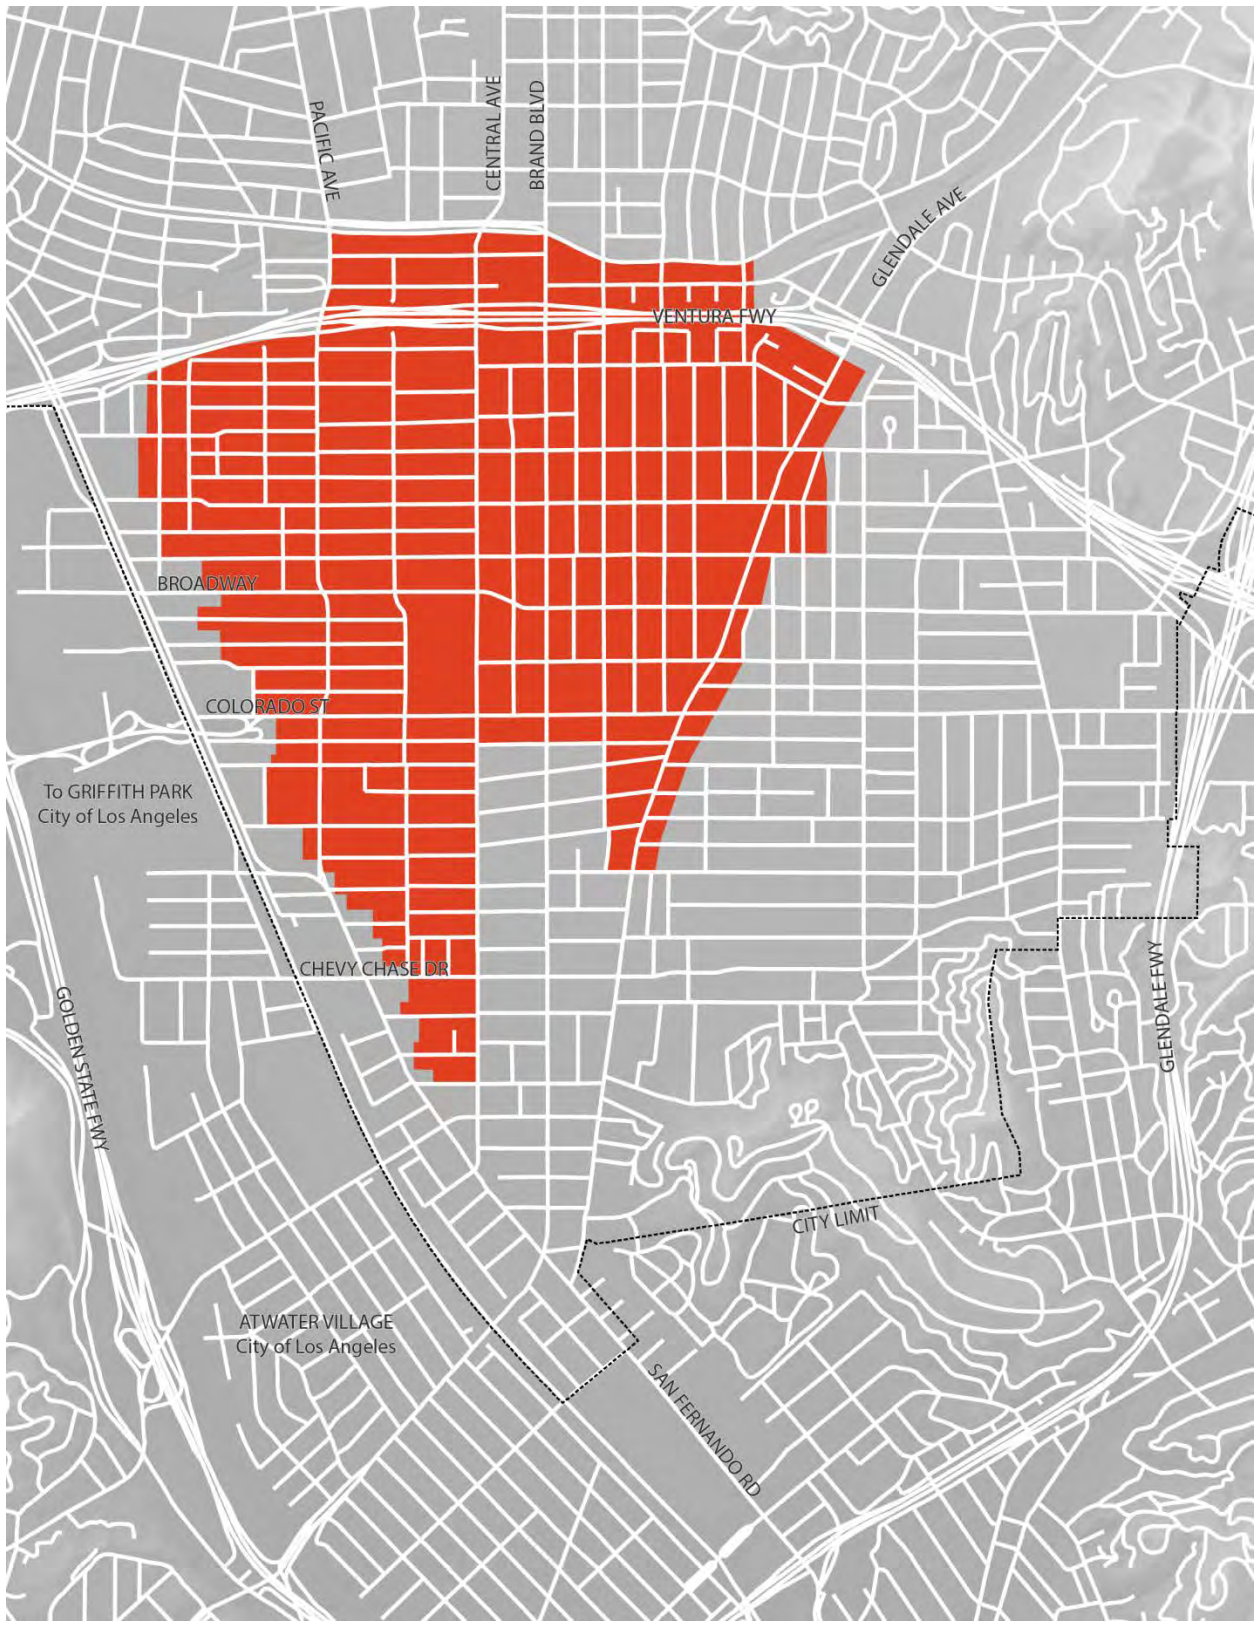 PACIFIC AVE
CENTRAL AVE
BRAND BLVD
GLENDALE AVE
VENTURA FWY
BROADWAY
COLORADO ST
To GRIFFITH PARK
City of Los Angeles
CHEVY CHASE DR
GOLDEN STATE FWY
GLENDALE FWY
CITY LIMIT
ATWATER VILLAGE
City of Los Angeles
SAN FERNANDO RD